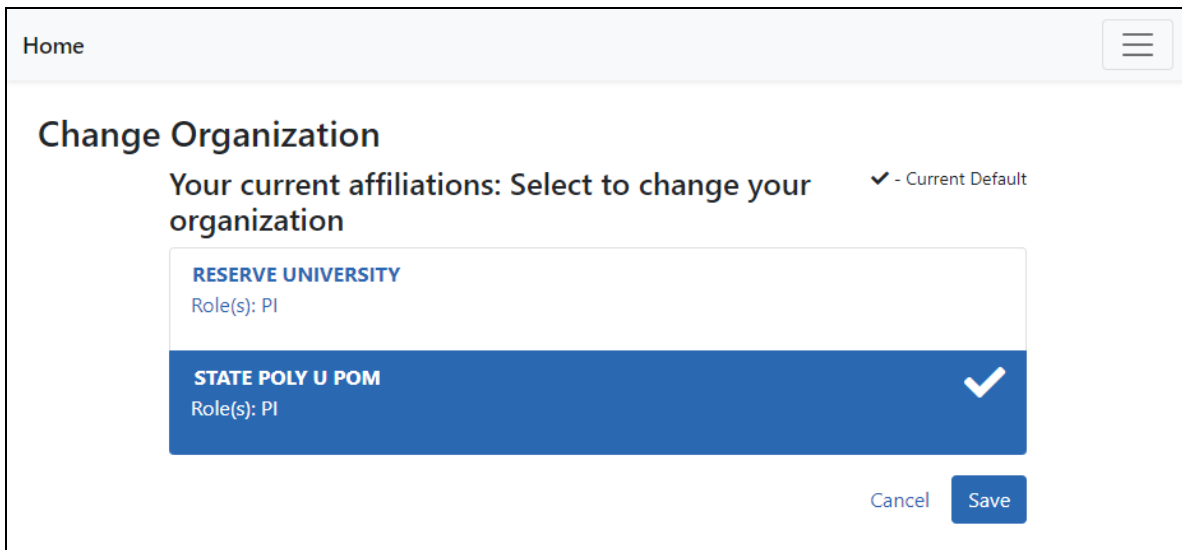 Home
Change Organization
Your current affiliations: Select to change your
organization
✔ - Current Default
RESERVE UNIVERSITY
Role(s): PI
STATE POLY U POM
Role(s): PI
Cancel
Save